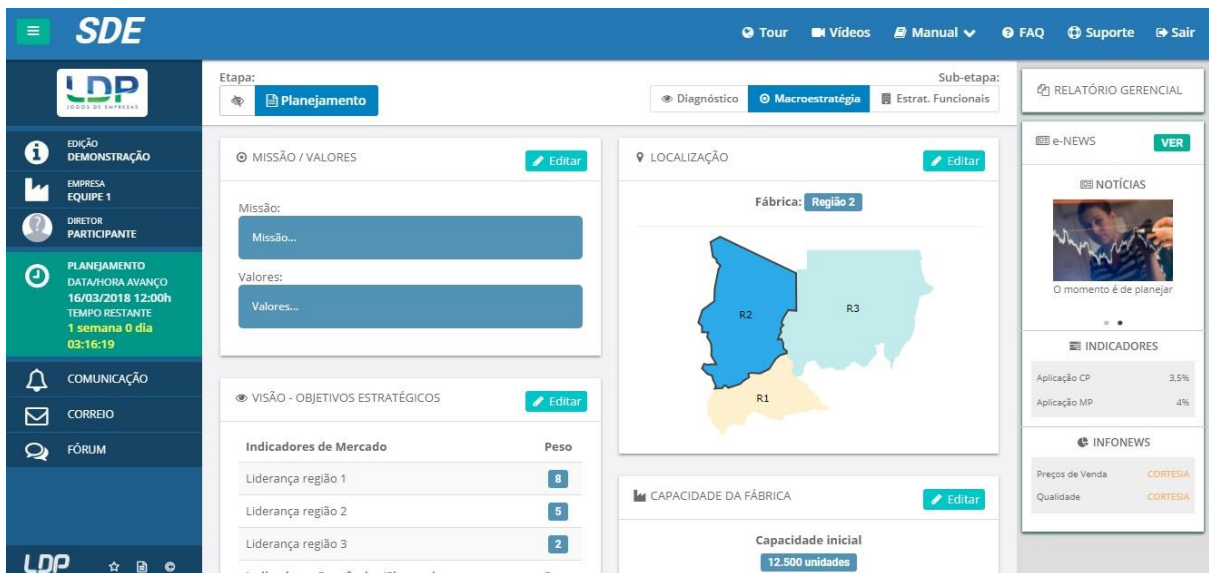 SDE
Tour
Vídeos
Manual
FAQ
Suporte
Sair
LDP
JOGOS DE EMPRESAS
EDIÇÃO
DEMONSTRAÇÃO
EMPRESA
EQUIPE 1
DIRETOR
PARTICIPANTE
PLANEJAMENTO
DATA/HORA AVANÇO
16/03/2018 12:00h
TEMPO RESTANTE
1 semana 0 dia
03:16:19
COMUNICAÇÃO
CORREIO
FÓRUM
LDP
Etapa:
Planejamento
Sub-etapa:
Diagnóstico
Macroestratégia
Estrat. Funcionais
MISSÃO / VALORES
Editar
Missão:
Missão...
Valores:
Valores...
VISÃO - OBJETIVOS ESTRATÉGICOS
Editar
Indicadores de Mercado Peso
Liderança região 1 8
Liderança região 2 5
Liderança região 3 2
LOCALIZAÇÃO
Editar
Fábrica: Região 2
R2
R3
R1
CAPACIDADE DA FÁBRICA
Editar
Capacidade inicial
12.500 unidades
RELATÓRIO GERENCIAL
e-NEWS
VER
NOTÍCIAS
O momento é de planejar
INDICADORES
Aplicação CP 3,5%
Aplicação MP 4%
INFONEWS
Preços de Venda CORTESIA
Qualidade CORTESIA